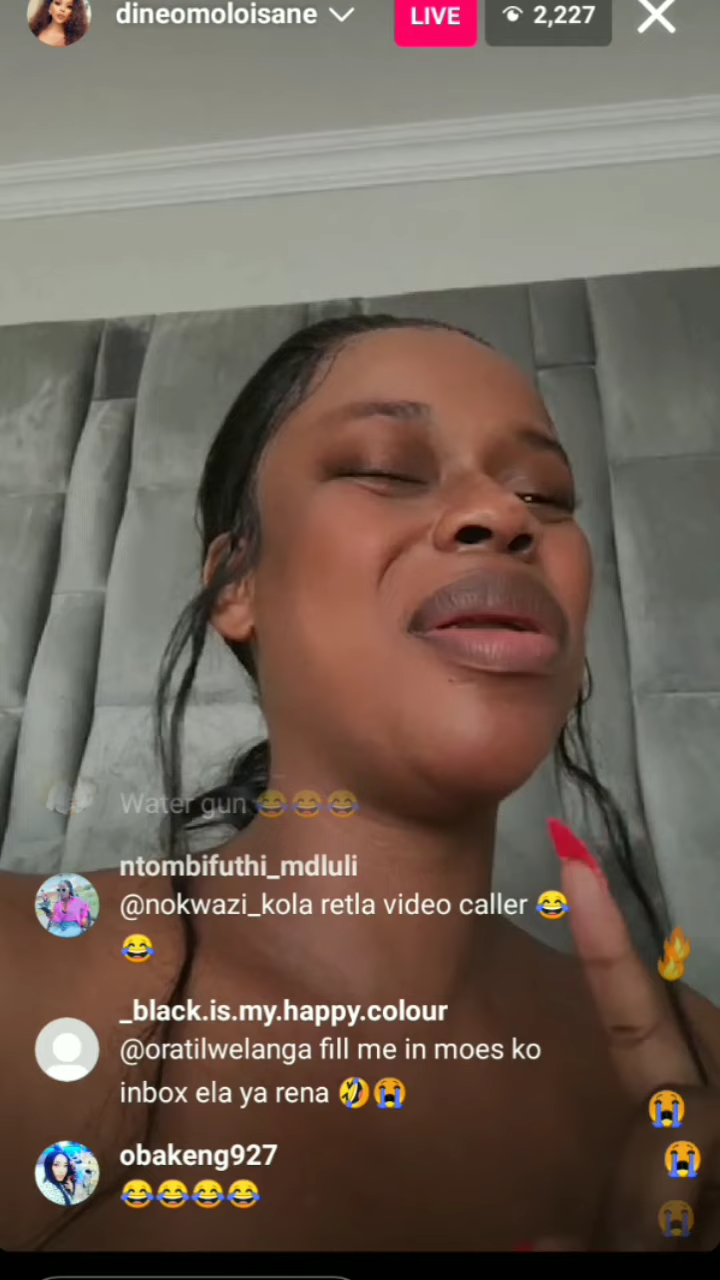 dineomoloisane
LIVE
2,227
Water gun 😂😂😂
ntombifuthi_mdluli
@nokwazi_kola retla video caller 😂
😂
_black.is.my.happy.colour
@oratilwelanga fill me in moes ko
inbox ela ya rena 🤣😭
obakeng927
😂😂😂😂